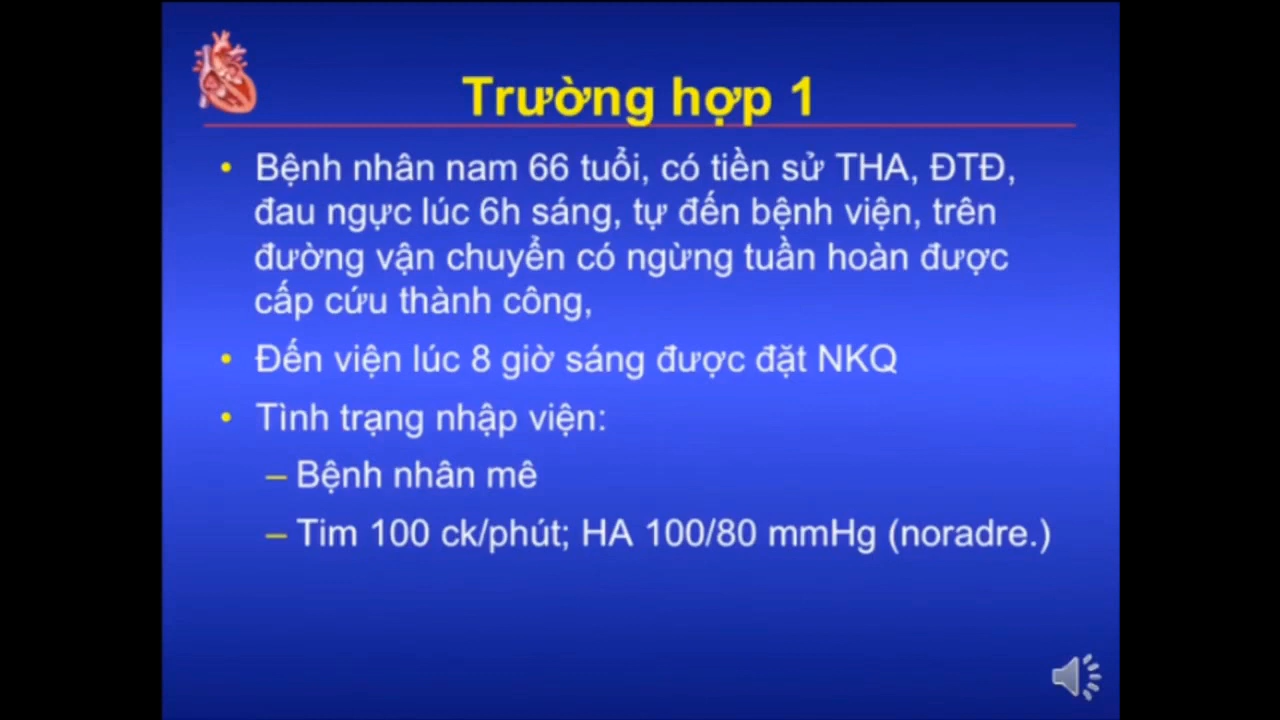 Trường hợp 1
• Bệnh nhân nam 66 tuổi, có tiền sử THA, ĐTĐ,
đau ngực lúc 6h sáng, tự đến bệnh viện, trên
đường vận chuyển có ngừng tuần hoàn được
cấp cứu thành công,
• Đến viện lúc 8 giờ sáng được đặt NKQ
• Tình trạng nhập viện:
– Bệnh nhân mê
– Tim 100 ck/phút; HA 100/80 mmHg (noradre.)